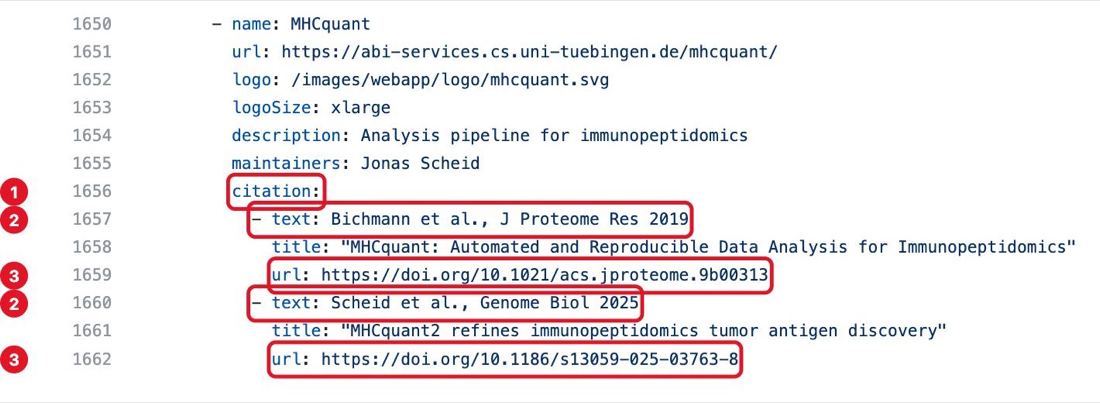 1650 - name: MHCquant
1651 url: https://abi-services.cs.uni-tuebingen.de/mhcquant/
1652 logo: /images/webapp/logo/mhcquant.svg
1653 logoSize: xlarge
1654 description: Analysis pipeline for immunopeptidomics
1655 maintainers: Jonas Scheid
1 1656 citation:
2 1657 - text: Bichmann et al., J Proteome Res 2019
1658 title: "MHCquant: Automated and Reproducible Data Analysis for Immunopeptidomics"
3 1659 url: https://doi.org/10.1021/acs.jproteome.9b00313
2 1660 - text: Scheid et al., Genome Biol 2025
1661 title: "MHCquant2 refines immunopeptidomics tumor antigen discovery"
3 1662 url: https://doi.org/10.1186/s13059-025-03763-8